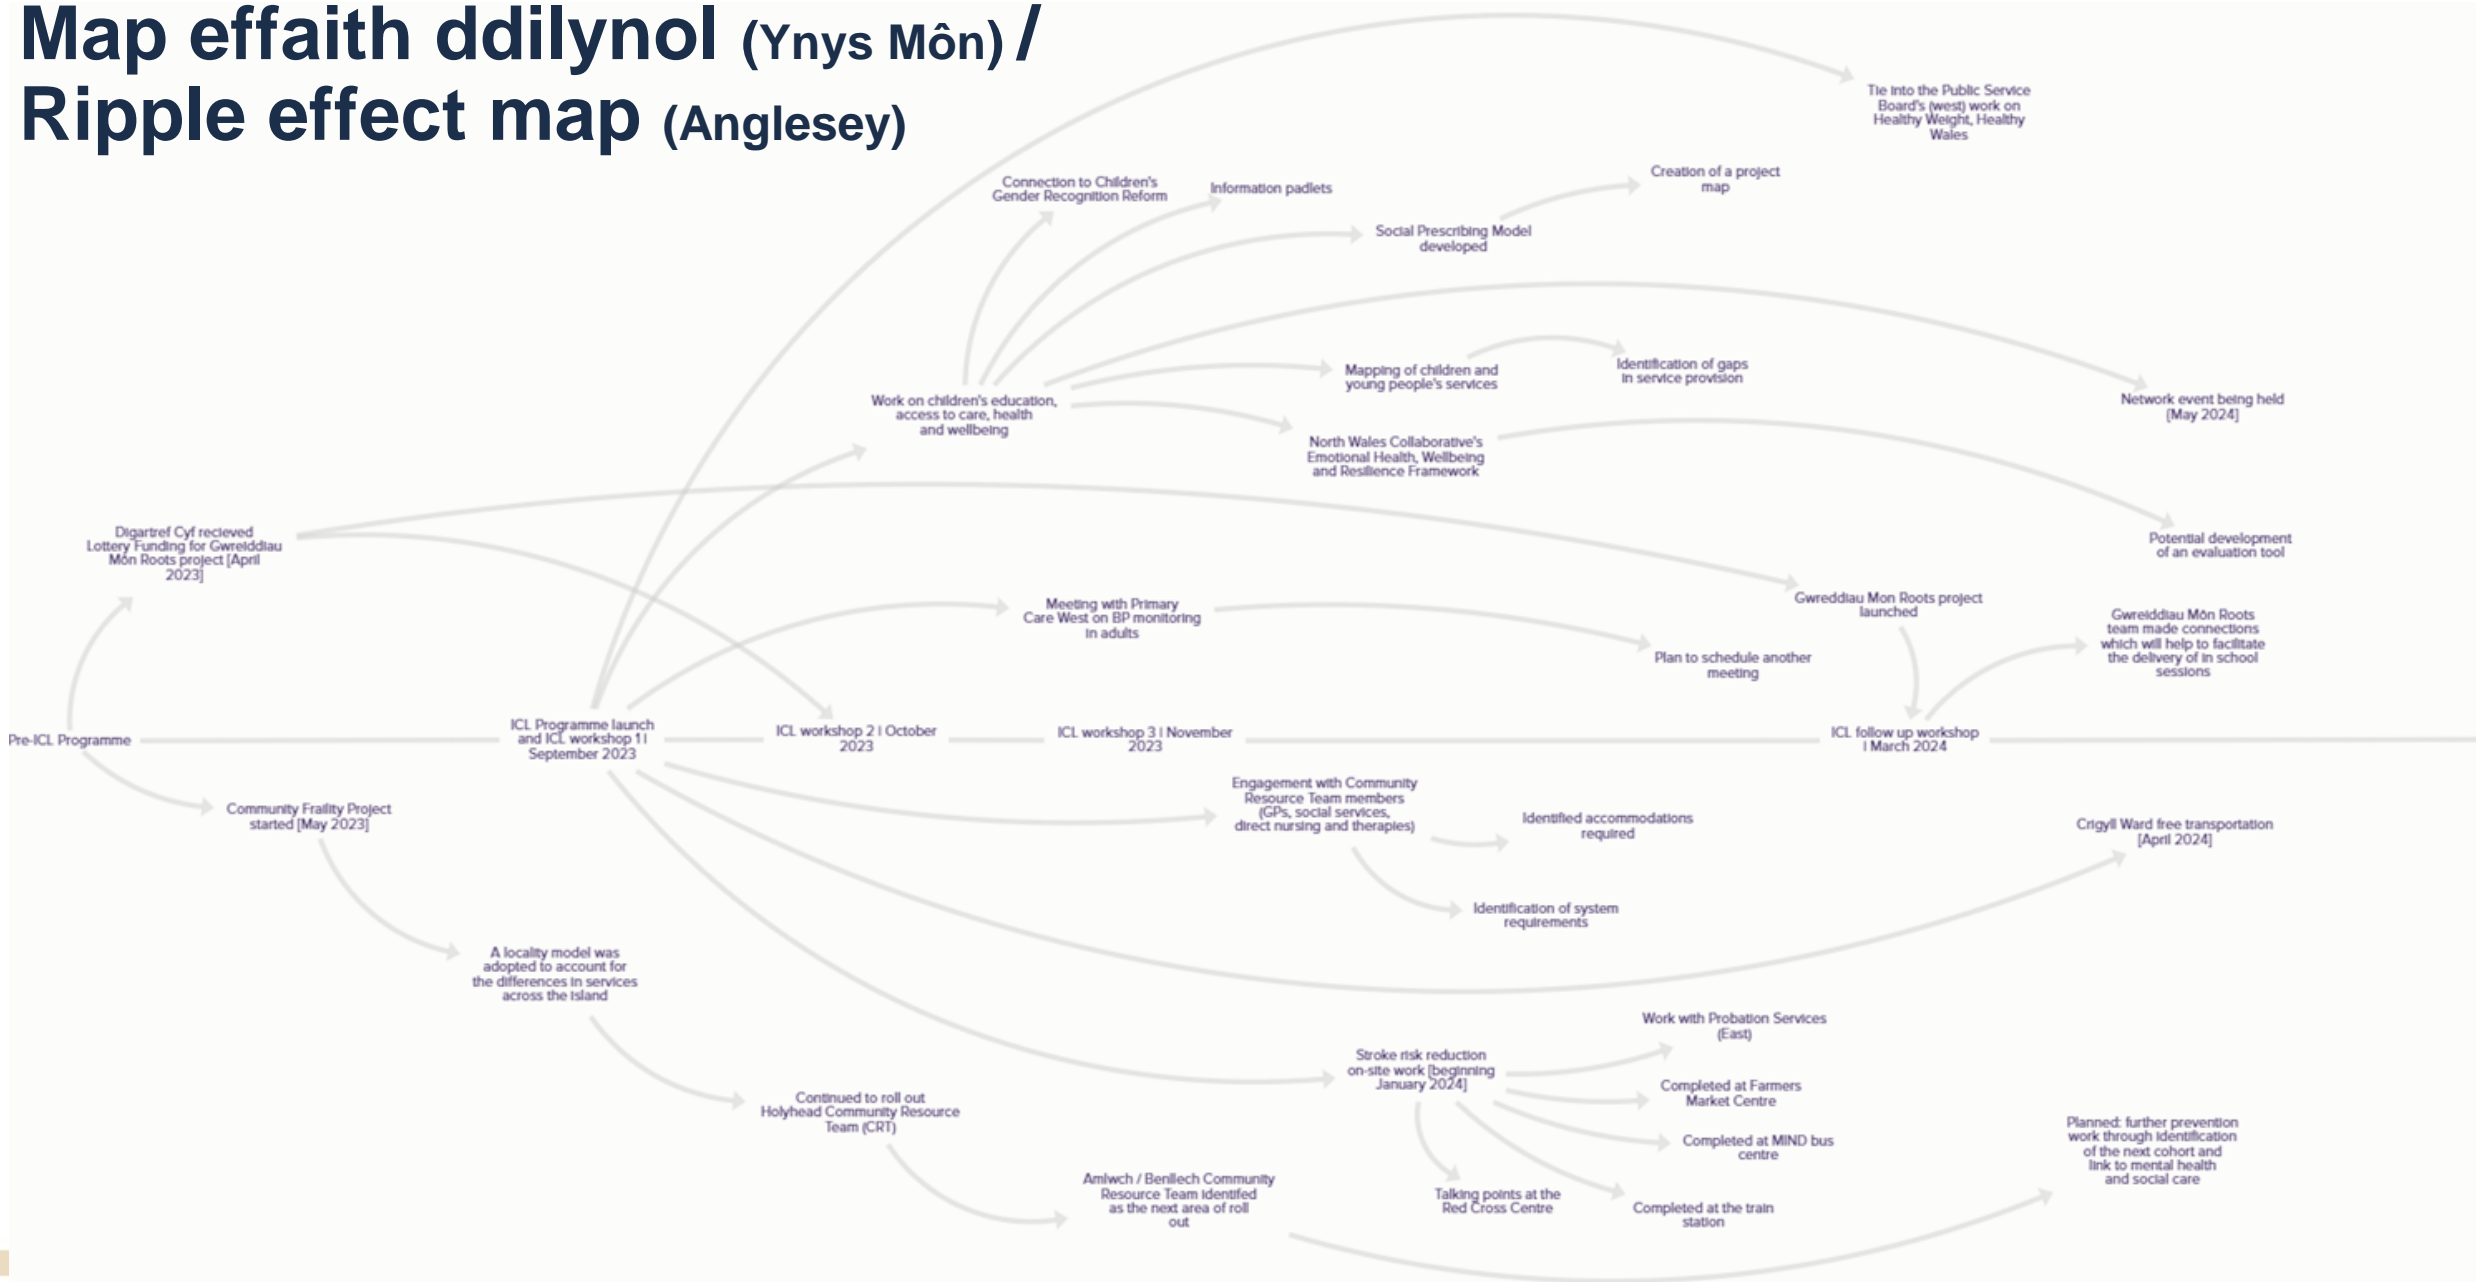 Map effaith ddilynol (Ynys Môn) /
Ripple effect map (Anglesey)
Tie into the Public Service
Board's (west) work on
Healthy Weight, Healthy
Wales
Connection to Children's
Gender Recognition Reform
Information padlets
Creation of a project
map
Social Prescribing Model
developed
Mapping of children and
young people's services
Identification of gaps
in service provision
Work on children's education,
access to care, health
and wellbeing
Network event being held
[May 2024]
North Wales Collaborative's
Emotional Health, Wellbeing
and Resilience Framework
Digartref Cyf recieved
Lottery Funding for Gwreiddiau
Môn Roots project [April
2023]
Potential development
of an evaluation tool
Meeting with Primary
Care West on BP monitoring
in adults
Gwreddiau Mon Roots project
launched
Gwreiddiau Môn Roots
team made connections
which will help to facilitate
the delivery of in school
sessions
Plan to schedule another
meeting
Pre-ICL Programme
ICL Programme launch
and ICL workshop 1 |
September 2023
ICL workshop 2 | October
2023
ICL workshop 3 | November
2023
ICL follow up workshop
| March 2024
Community Fraility Project
started [May 2023]
Engagement with Community
Resource Team members
(GPs, social services,
direct nursing and therapies)
Identified accommodations
required
Crigyll Ward free transportation
[April 2024]
Identification of system
requirements
A locality model was
adopted to account for
the differences in services
across the island
Work with Probation Services
(East)
Stroke risk reduction
on-site work [beginning
January 2024]
Completed at Farmers
Market Centre
Continued to roll out
Holyhead Community Resource
Team (CRT)
Completed at MIND bus
centre
Planned: further prevention
work through identification
of the next cohort and
link to mental health
and social care
Amlwch / Benllech Community
Resource Team identifed
as the next area of roll
out
Talking points at the
Red Cross Centre
Completed at the train
station